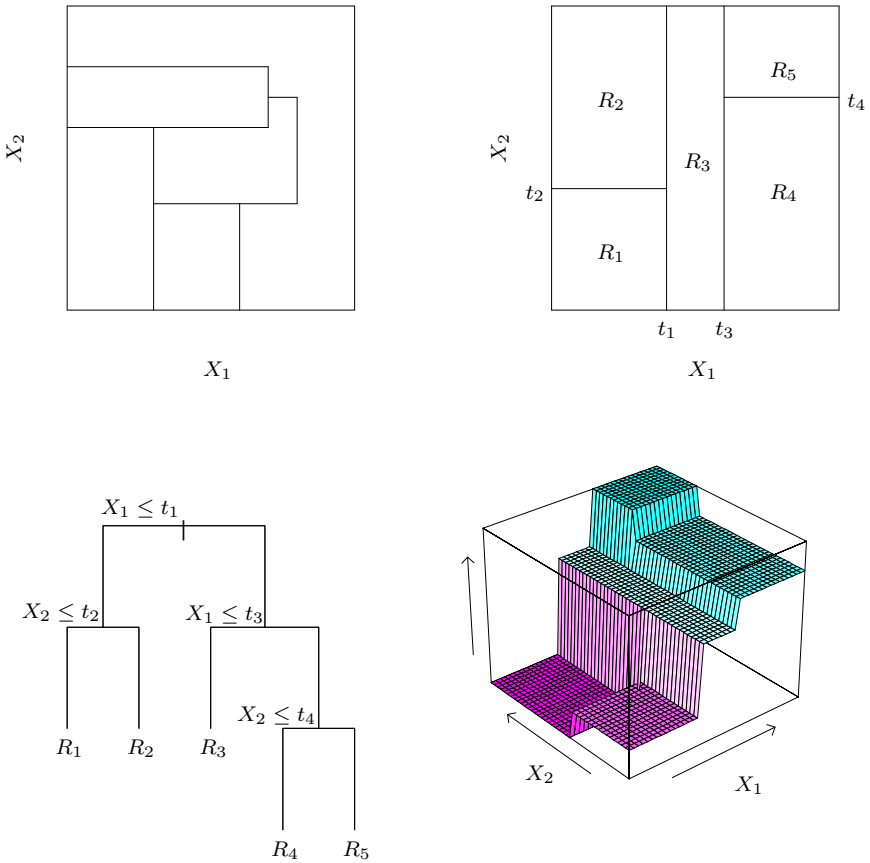 X₂
X₁
R₂
R₅
t₄
X₂
R₃
t₂
R₄
R₁
t₁ t₃
X₁
X₁ ≤ t₁
X₂ ≤ t₂
X₁ ≤ t₃
X₂ ≤ t₄
R₁ R₂ R₃
R₄ R₅
X₂
X₁